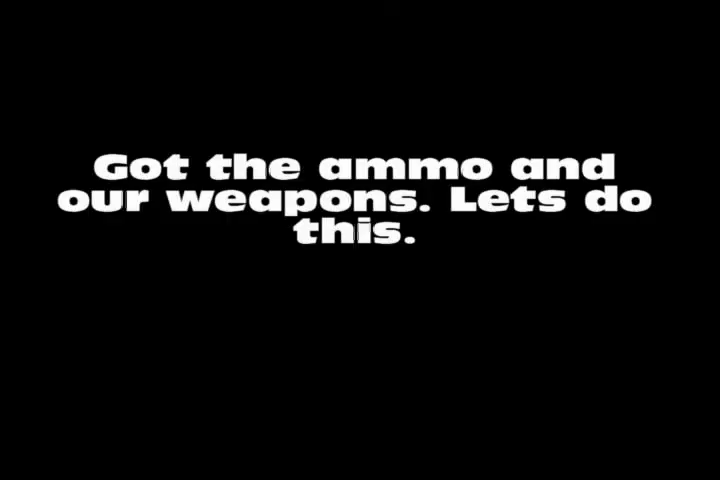 Got the ammo and
our weapons. Lets do
this.